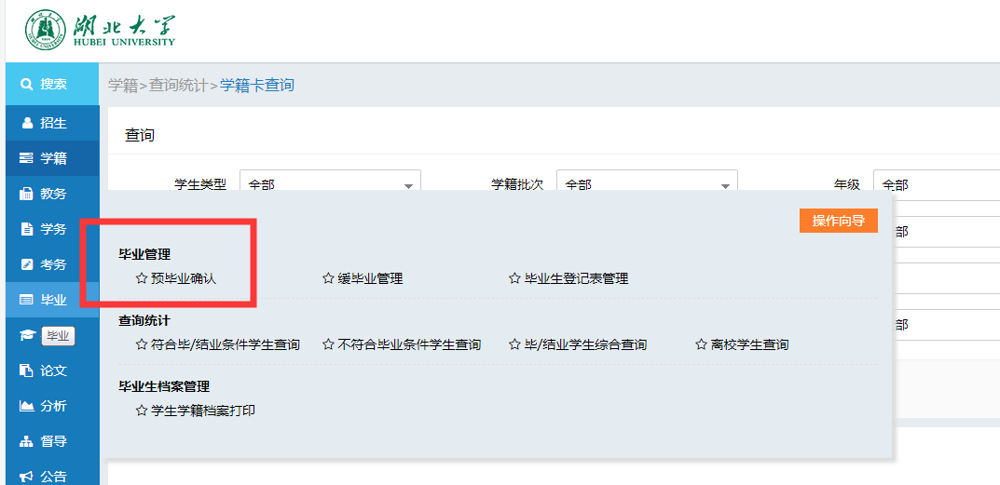 湖北大学
HUBEI UNIVERSITY
搜索
学籍>查询统计>学籍卡查询
招生
查询
学籍
学生类型 全部 学籍批次 全部 年级 全部
教务
操作向导
学务
部
毕业管理
考务
预毕业确认 缓毕业管理 毕业生登记表管理
毕业
查询统计
毕业
部
符合毕/结业条件学生查询 不符合毕业条件学生查询 毕/结业学生综合查询 离校学生查询
论文
毕业生档案管理
分析
学生学籍档案打印
督导
公告